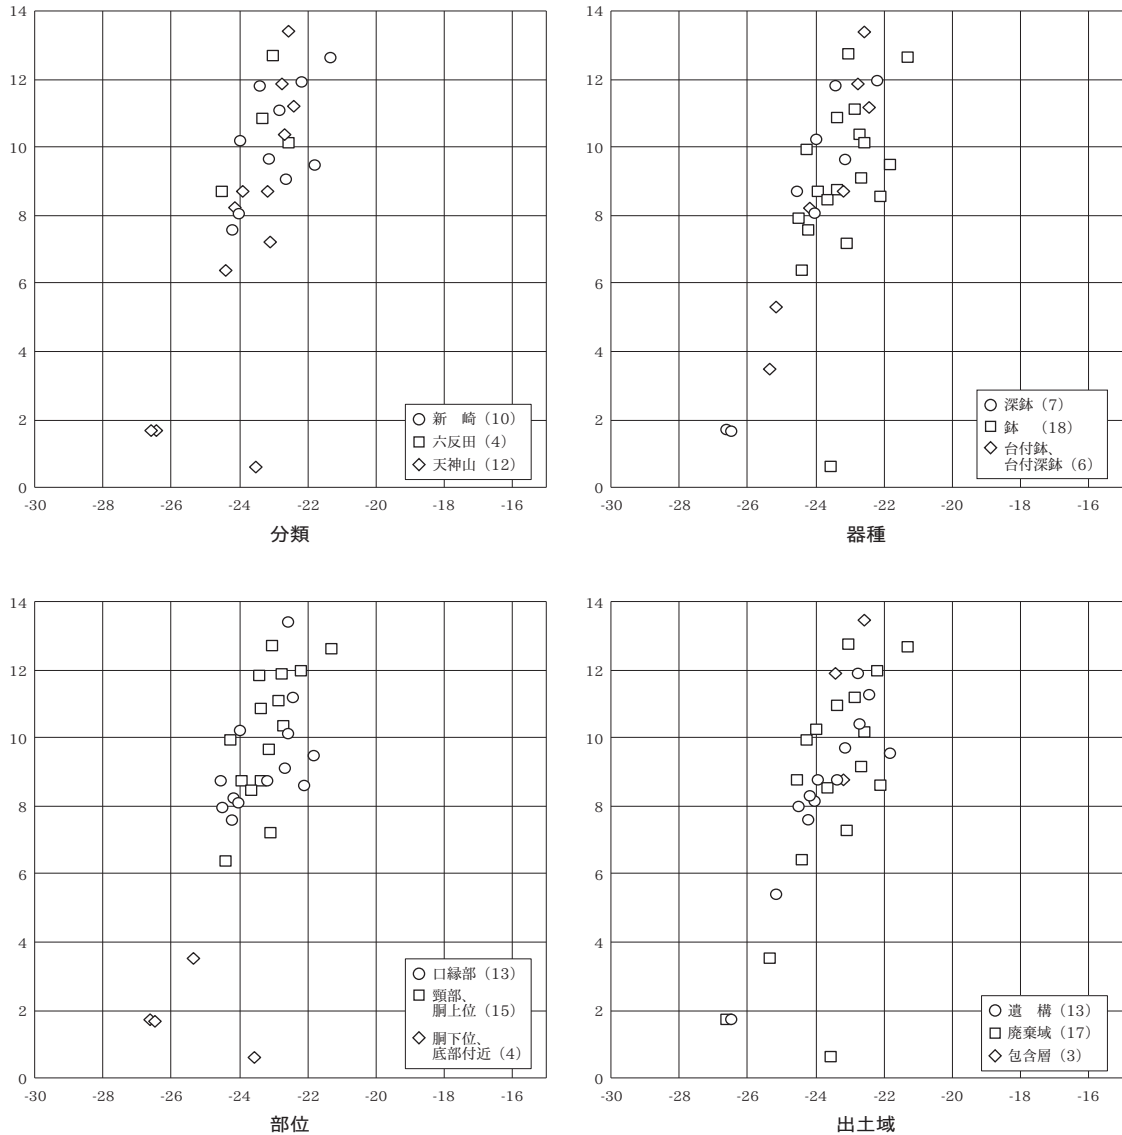 14
12
10
8
6
4
2
0
-30 -28 -26 -24 -22 -20 -18 -16
新　崎（10）
六反田（4）
天神山（12）
分類
14
12
10
8
6
4
2
0
-30 -28 -26 -24 -22 -20 -18 -16
深鉢（7）
鉢　（18）
台付鉢、
台付深鉢（6）
器種
14
12
10
8
6
4
2
0
-30 -28 -26 -24 -22 -20 -18 -16
口縁部（13）
頸部、
胴上位（15）
胴下位、
底部付近（4）
部位
14
12
10
8
6
4
2
0
-30 -28 -26 -24 -22 -20 -18 -16
遺　構（13）
廃棄域（17）
包含層（3）
出土域